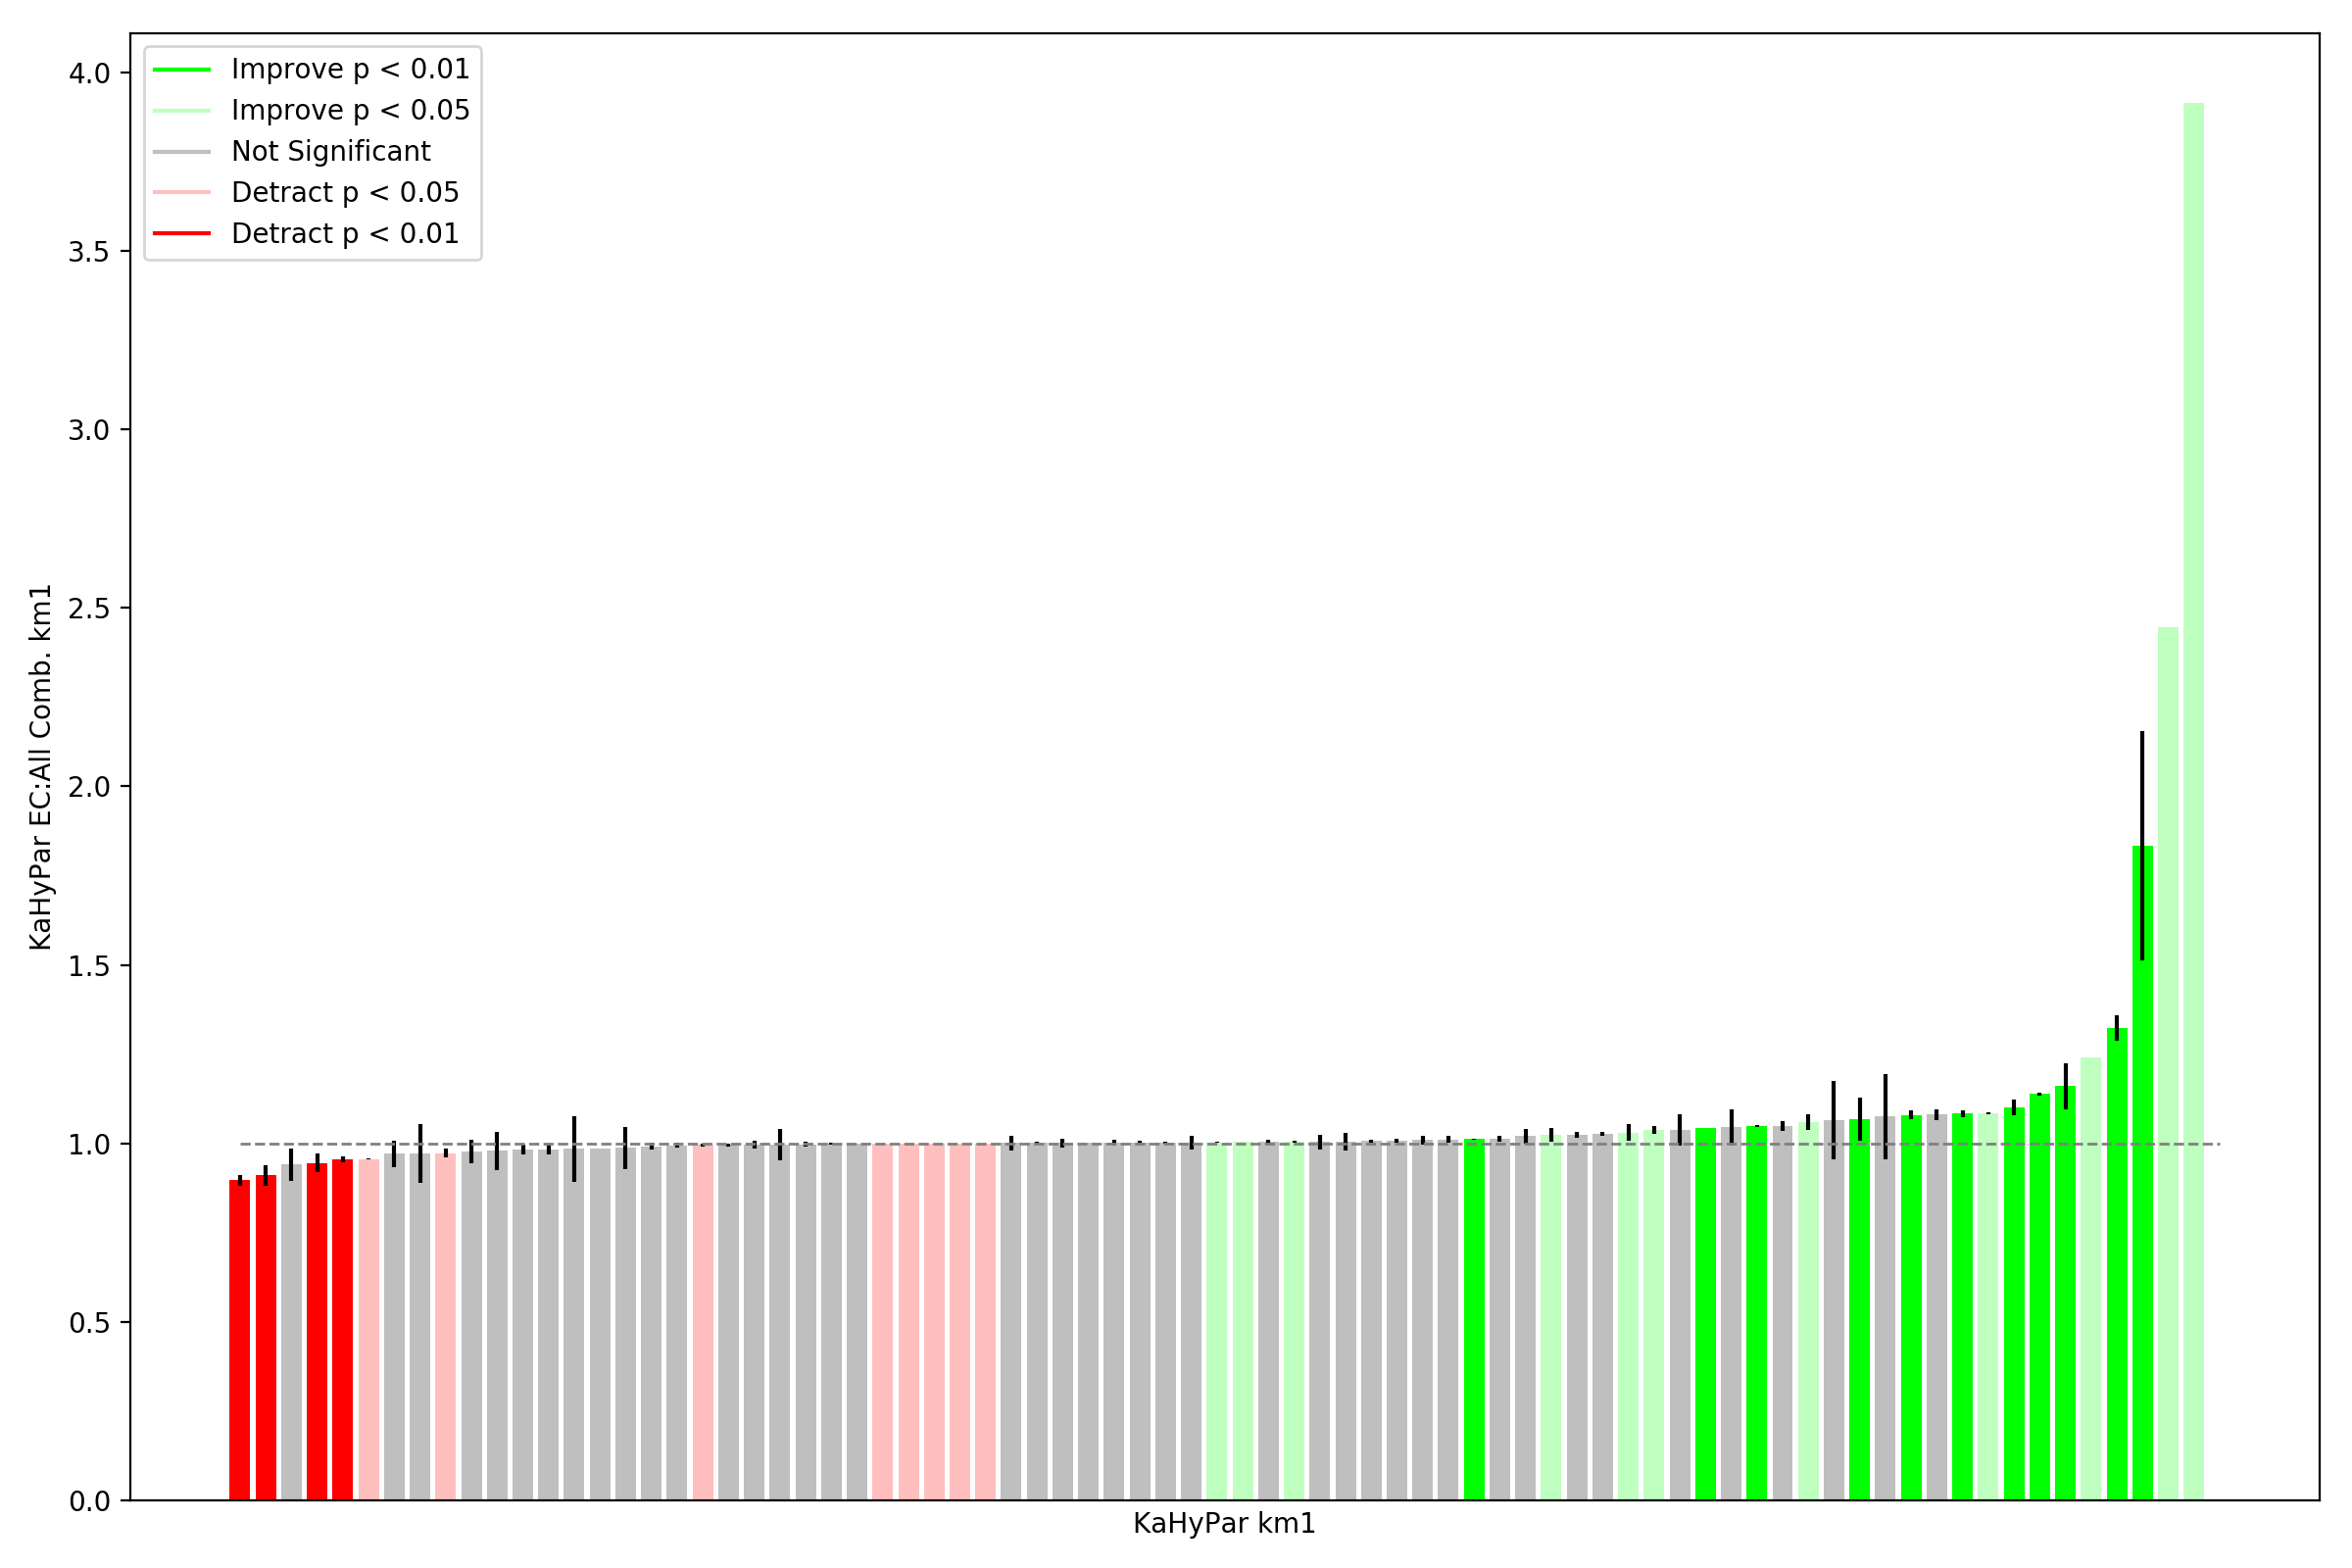 Improve p < 0.01
Improve p < 0.05
Not Significant
Detract p < 0.05
Detract p < 0.01
4.0
3.5
3.0
2.5
2.0
1.5
1.0
0.5
0.0
KaHyPar EC:All Comb. km1
KaHyPar km1